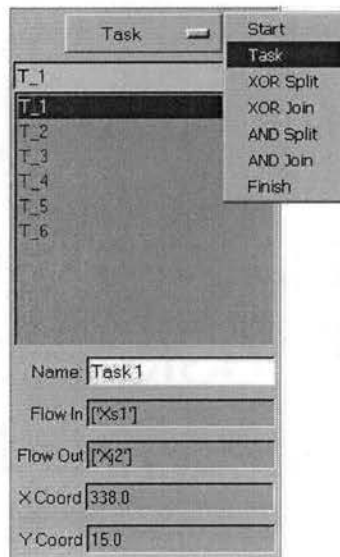 Task
Start
Task
XOR Split
XOR Join
AND Split
AND Join
Finish
T_1
T_1
T_2
T_3
T_4
T_5
T_6
Name: Task 1
Flow In ['Xs1']
Flow Out ['Xj2']
X Coord 338.0
Y Coord 15.0